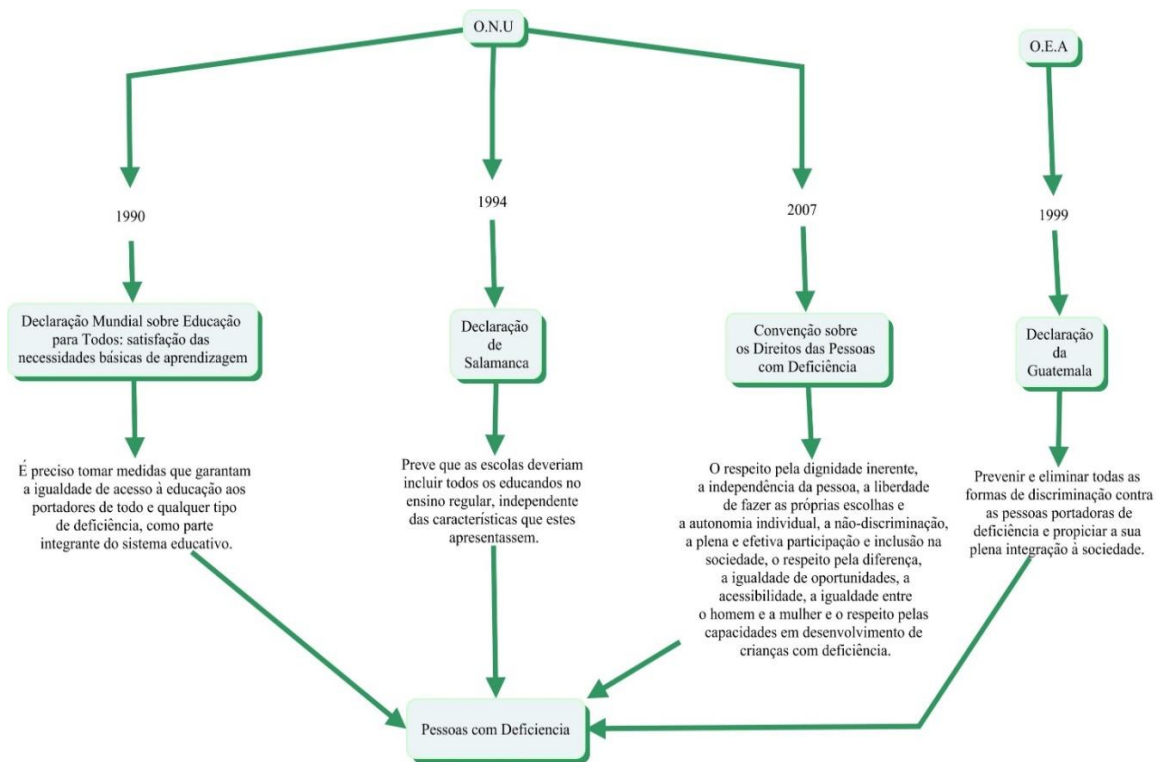 O.N.U
O.E.A
1990
1994
2007
1999
Declaração Mundial sobre Educação
para Todos: satisfação das
necessidades básicas de aprendizagem
Declaração
de
Salamanca
Convenção sobre
os Direitos das Pessoas
com Deficiência
Declaração
da
Guatemala
É preciso tomar medidas que garantam
a igualdade de acesso à educação aos
portadores de todo e qualquer tipo
de deficiência, como parte
integrante do sistema educativo.
Preve que as escolas deveriam
incluir todos os educandos no
ensino regular, independente
das características que estes
apresentassem.
O respeito pela dignidade inerente,
a independência da pessoa, a liberdade
de fazer as próprias escolhas e
a autonomia individual, a não-discriminação,
a plena e efetiva participação e inclusão na
sociedade, o respeito pela diferença,
a igualdade de oportunidades, a
acessibilidade, a igualdade entre
o homem e a mulher e o respeito pelas
capacidades em desenvolvimento de
crianças com deficiência.
Prevenir e eliminar todas as
formas de discriminação contra
as pessoas portadoras de
deficiência e propiciar a sua
plena integração à sociedade.
Pessoas com Deficiencia